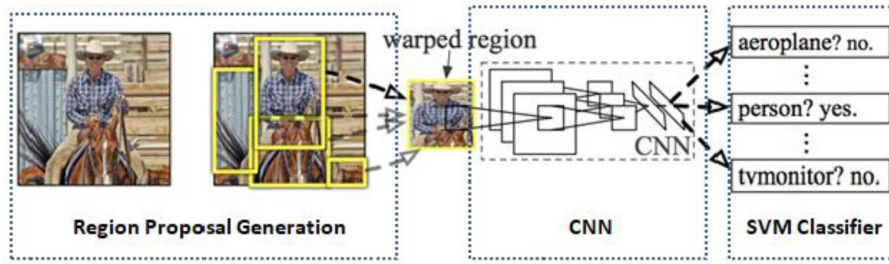 warped region
aeroplane? no.
person? yes.
CNN
tvmonitor? no.
Region Proposal Generation
CNN
SVM Classifier